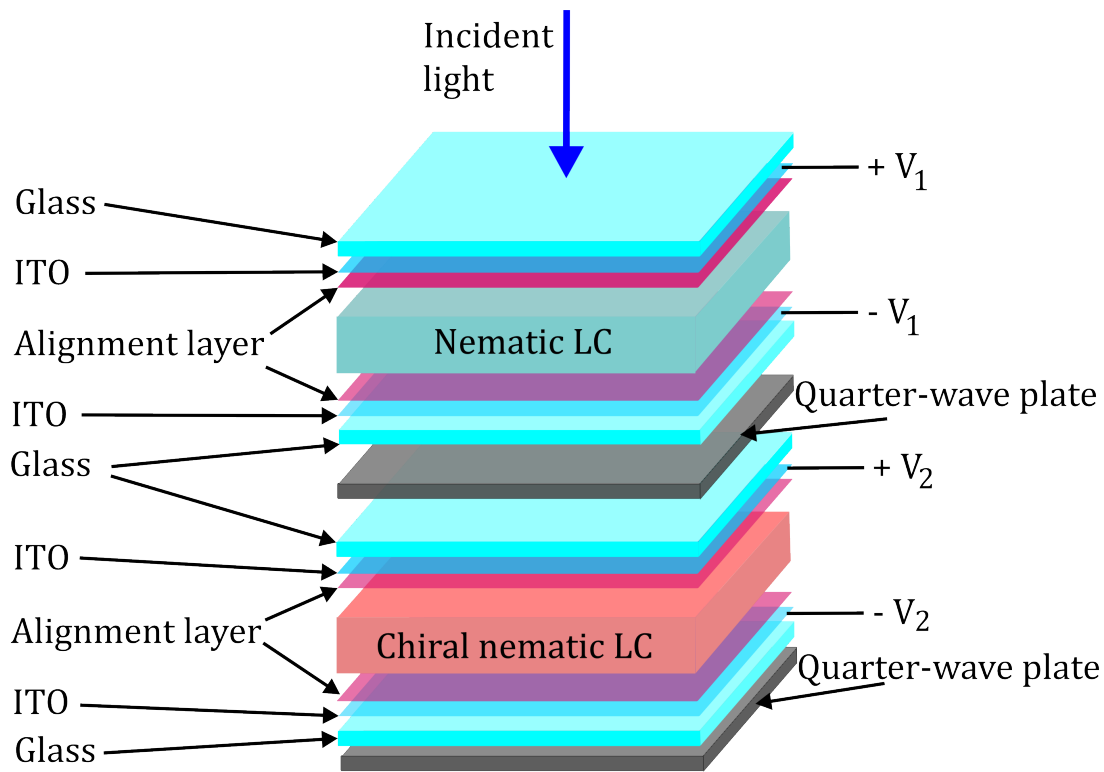 Incident
light
+ V1
Glass
ITO
- V1
Alignment layer
Nematic LC
Quarter-wave plate
ITO
Glass
+ V2
ITO
- V2
Alignment layer
Chiral nematic LC
Quarter-wave plate
ITO
Glass